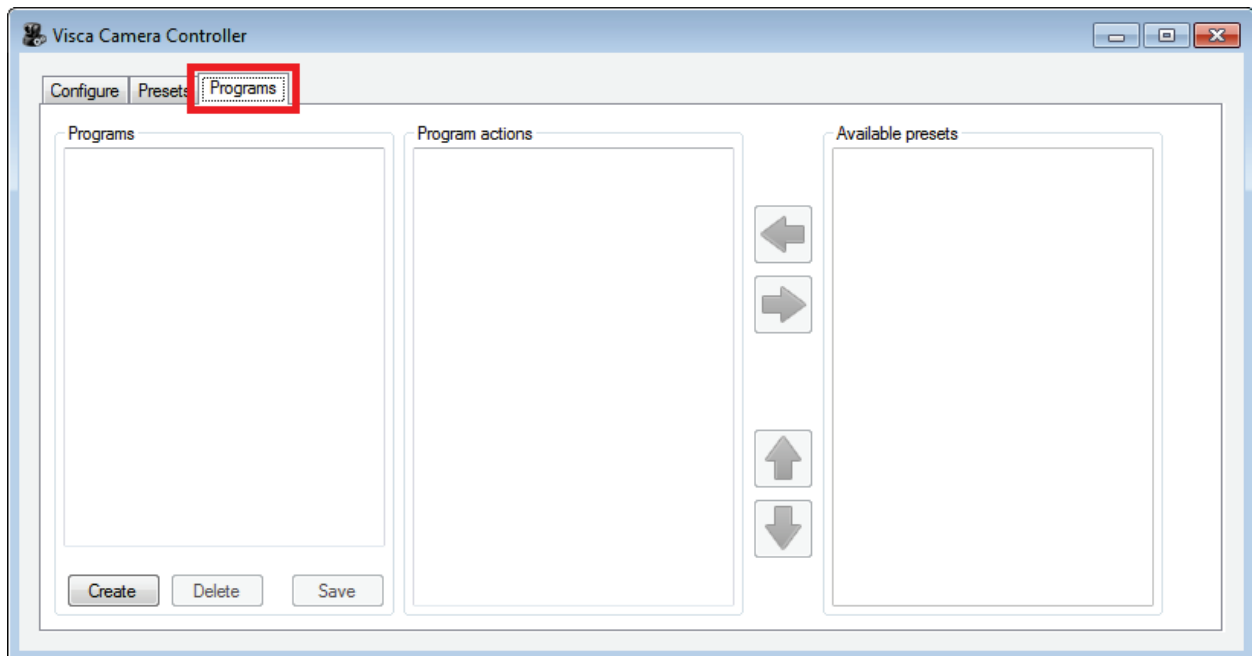 Visca Camera Controller
Configure Presets Programs
Programs Program actions Available presets
Create Delete Save